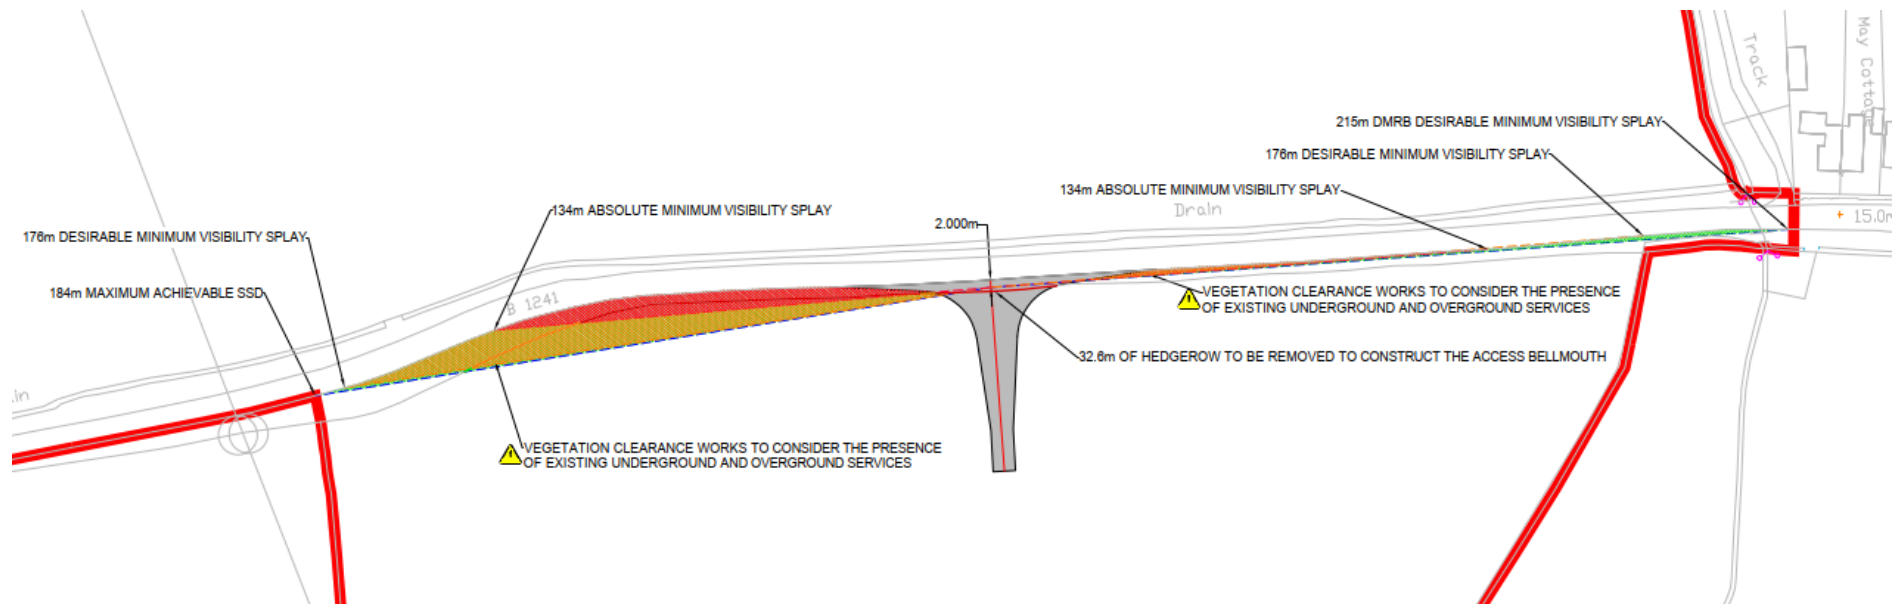 May Cottage
Track
215m DMRB DESIRABLE MINIMUM VISIBILITY SPLAY
176m DESIRABLE MINIMUM VISIBILITY SPLAY
134m ABSOLUTE MINIMUM VISIBILITY SPLAY
134m ABSOLUTE MINIMUM VISIBILITY SPLAY
Drain
15.0m
2.000m
176m DESIRABLE MINIMUM VISIBILITY SPLAY
184m MAXIMUM ACHIEVABLE SSD
B 1241
VEGETATION CLEARANCE WORKS TO CONSIDER THE PRESENCE
OF EXISTING UNDERGROUND AND OVERGROUND SERVICES
32.6m OF HEDGEROW TO BE REMOVED TO CONSTRUCT THE ACCESS BELLMOUTH
VEGETATION CLEARANCE WORKS TO CONSIDER THE PRESENCE
OF EXISTING UNDERGROUND AND OVERGROUND SERVICES